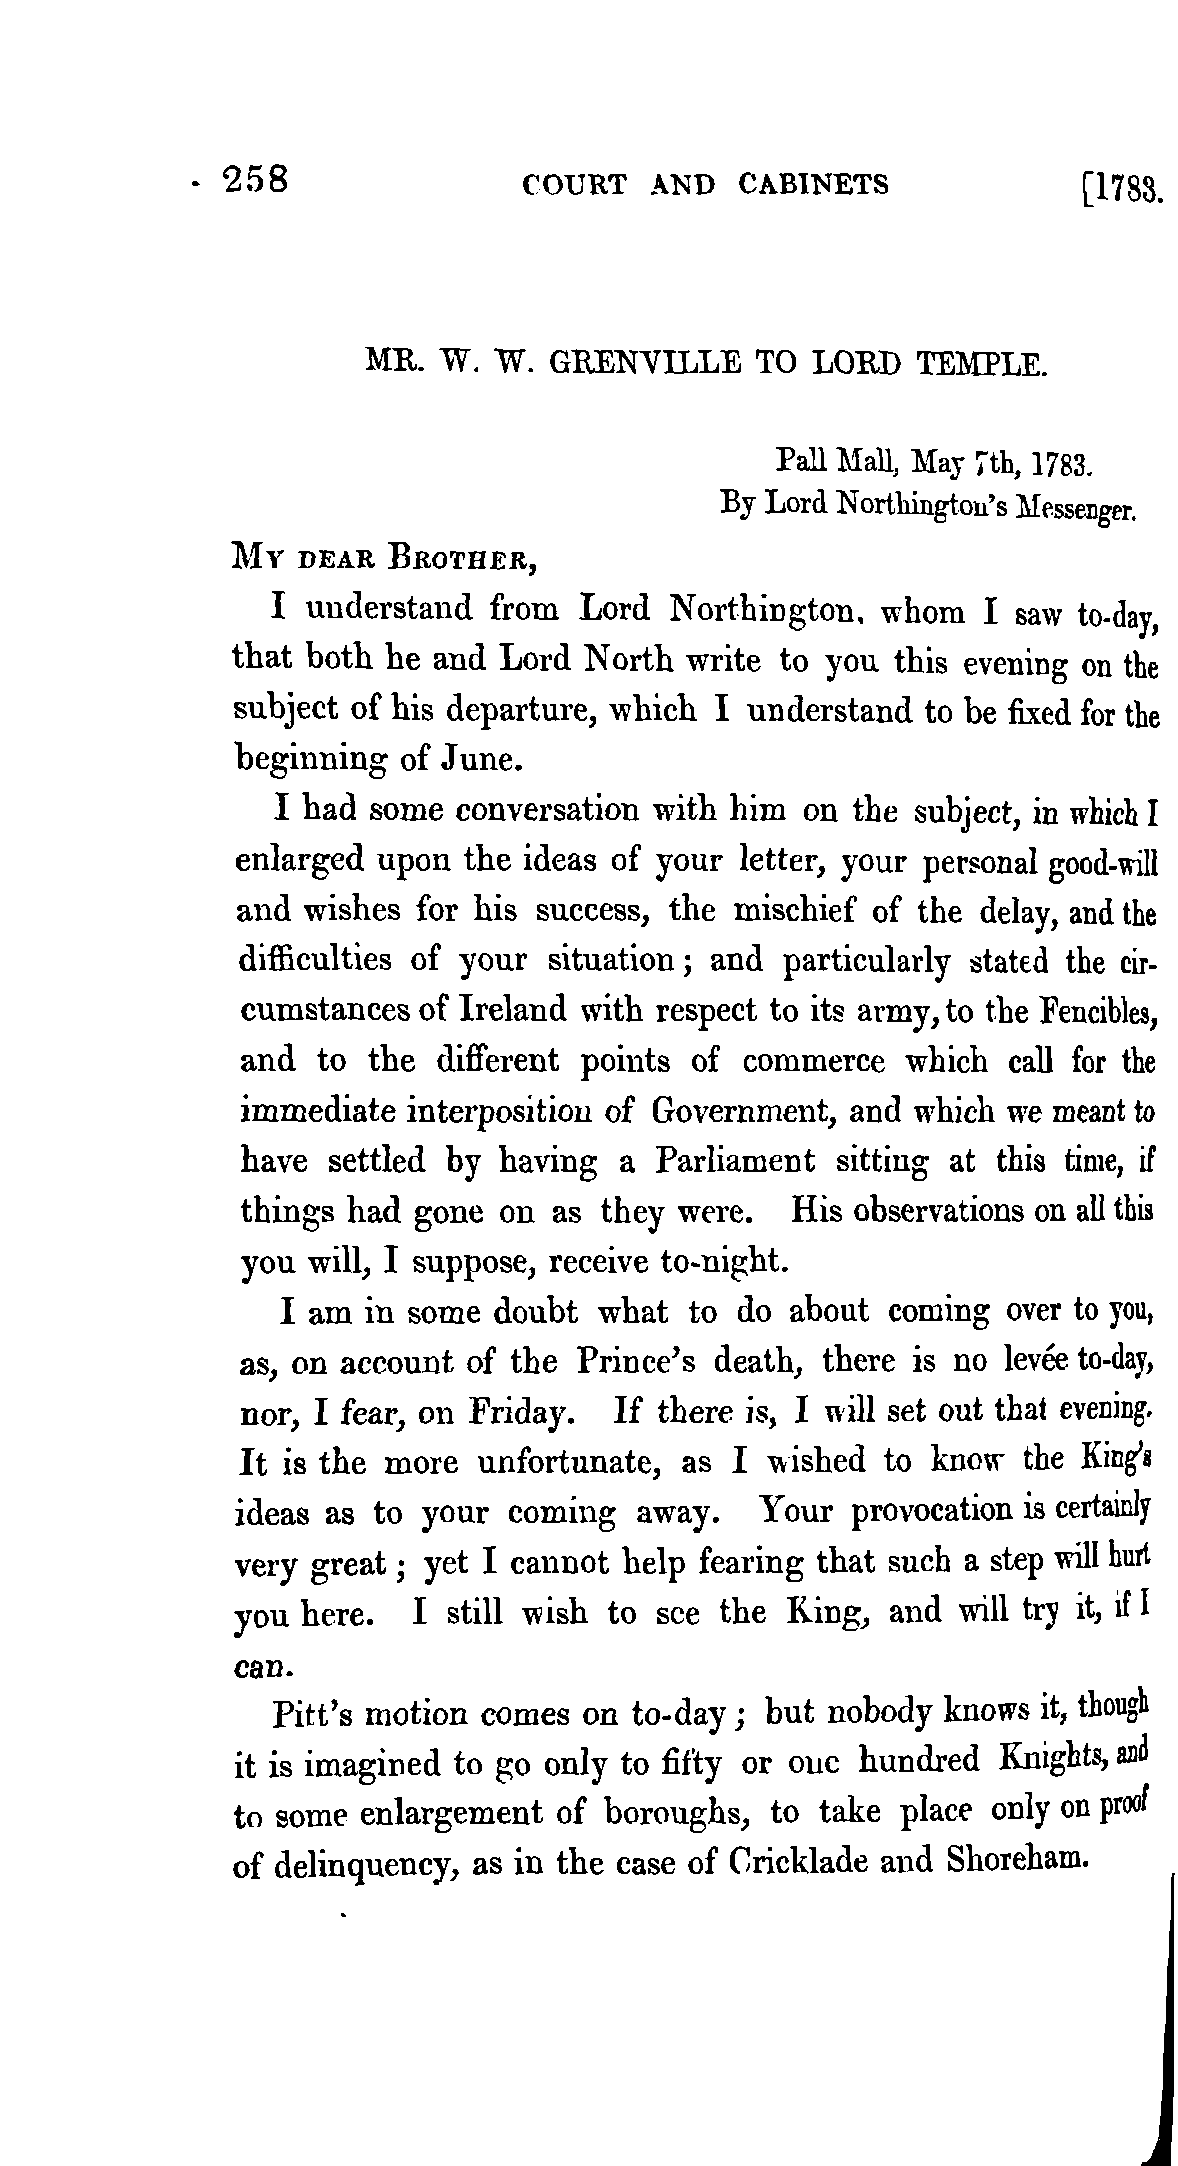 258 COURT AND CABINETS [1783.
MR. W. W. GRENVILLE TO LORD TEMPLE.
Pall Mall, May 7th, 1783.
By Lord Northington's Messenger.
MY DEAR BROTHER,
I understand from Lord Northington, whom I saw to-day,
that both he and Lord North write to you this evening on the
subject of his departure, which I understand to be fixed for the
beginning of June.
I had some conversation with him on the subject, in which I
enlarged upon the ideas of your letter, your personal good-will
and wishes for his success, the mischief of the delay, and the
difficulties of your situation; and particularly stated the cir-
cumstances of Ireland with respect to its army, to the Fencibles,
and to the different points of commerce which call for the
immediate interposition of Government, and which we meant to
have settled by having a Parliament sitting at this time, if
things had gone on as they were. His observations on all this
you will, I suppose, receive to-night.
I am in some doubt what to do about coming over to you,
as, on account of the Prince's death, there is no levée to-day,
nor, I fear, on Friday. If there is, I will set out that evening.
It is the more unfortunate, as I wished to know the King's
ideas as to your coming away. Your provocation is certainly
very great; yet I cannot help fearing that such a step will hurt
you here. I still wish to see the King, and will try it, if I
can.
Pitt's motion comes on to-day; but nobody knows it, though
it is imagined to go only to fifty or one hundred Knights, and
to some enlargement of boroughs, to take place only on proof
of delinquency, as in the case of Cricklade and Shoreham.